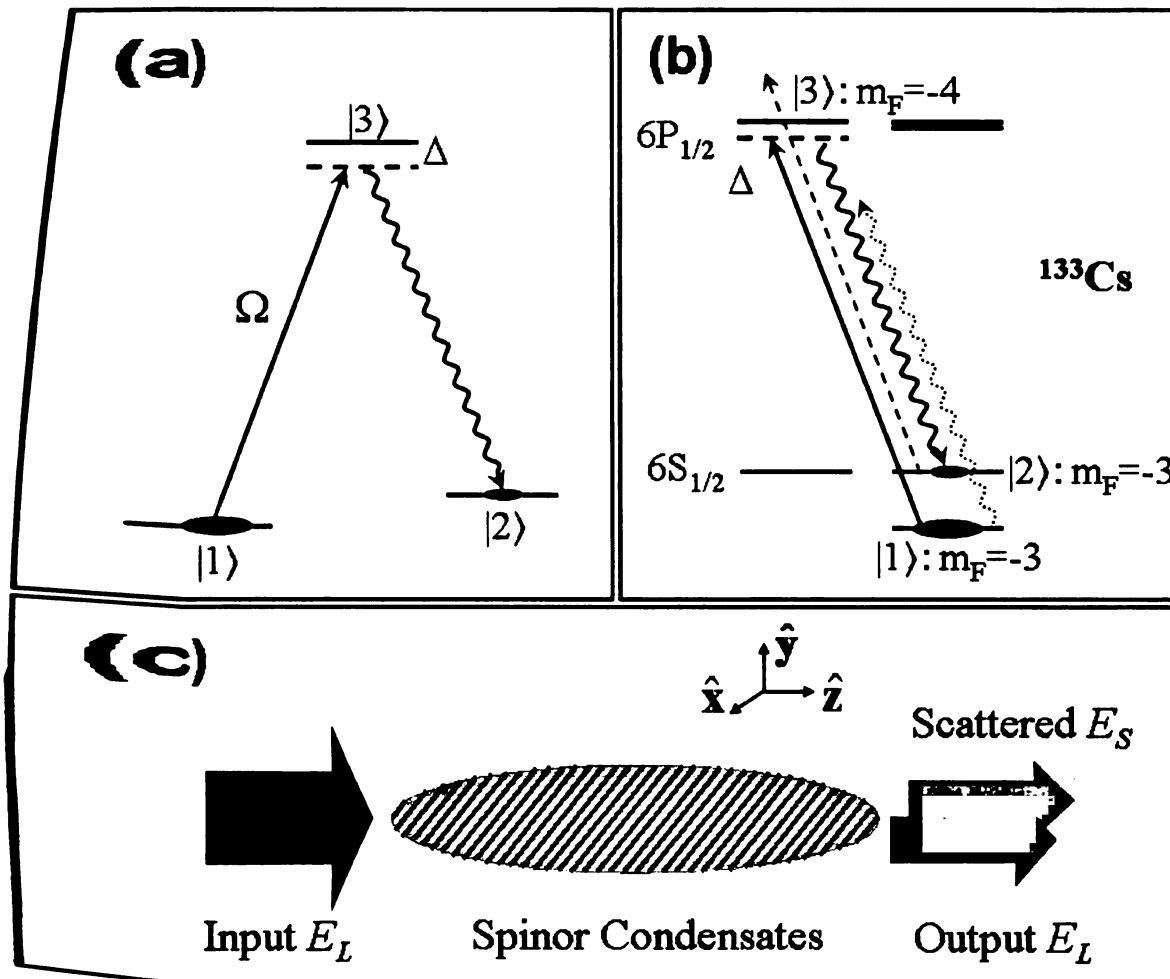 (a)
|3⟩
Δ
Ω
|1⟩
|2⟩
(b)
|3⟩: m_F=-4
6P_{1/2}
Δ
¹³³Cs
6S_{1/2}
|2⟩: m_F=-3
|1⟩: m_F=-3
(c)
ŷ
x̂
ẑ
Scattered E_S
Input E_L
Spinor Condensates
Output E_L